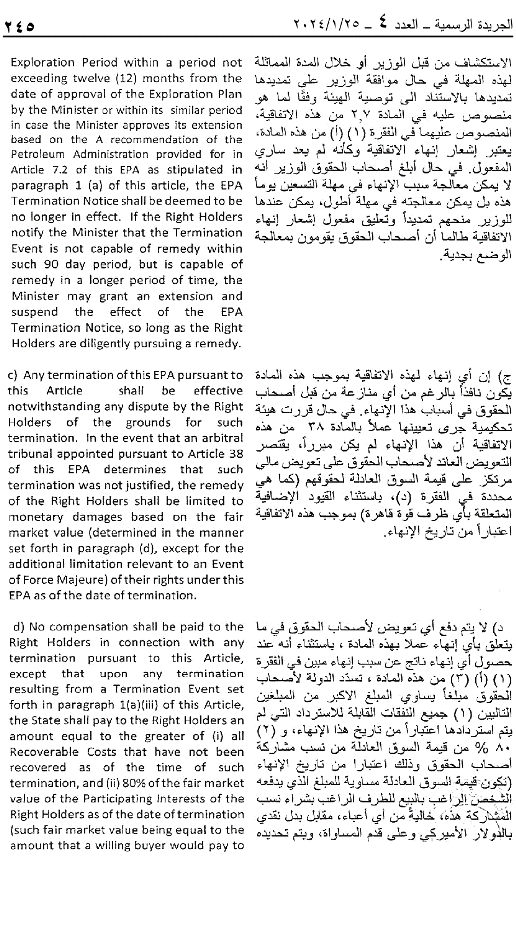 الجريدة الرسمية ــ العدد ٤ ــ ٢٠٢٤/١/٢٥
٢٤٥
Exploration Period within a period not
exceeding twelve (12) months from the
date of approval of the Exploration Plan
by the Minister or within its similar period
in case the Minister approves its extension
based on the A recommendation of the
Petroleum Administration provided for in
Article 7.2 of this EPA as stipulated in
paragraph 1 (a) of this article, the EPA
Termination Notice shall be deemed to be
no longer in effect. If the Right Holders
notify the Minister that the Termination
Event is not capable of remedy within
such 90 day period, but is capable of
remedy in a longer period of time, the
Minister may grant an extension and
suspend the effect of the EPA
Termination Notice, so long as the Right
Holders are diligently pursuing a remedy.
الاستكشاف من قبل الوزير أو خلال المدة المماثلة
لهذه المهلة في حال موافقة الوزير على تمديدها
تمديدها بالاستناد الى توصية الهيئة وفقًا لما هو
منصوص عليه في المادة ٢,٧ من هذه الاتفاقية،
المنصوص عليهما في الفقرة (١) (أ) من هذه المادة،
يعتبر إشعار إنهاء الاتفاقية وكأنه لم يعد ساري
المفعول. في حال أبلغ أصحاب الحقوق الوزير أنه
لا يمكن معالجة سبب الإنهاء في مهلة التسعين يوماً
هذه بل يمكن معالجته في مهلة أطول، يمكن عندها
للوزير منحهم تمديداً وتعليق مفعول إشعار إنهاء
الاتفاقية طالما أن أصحاب الحقوق يقومون بمعالجة
الوضع بجدية.
c) Any termination of this EPA pursuant to
this Article shall be effective
notwithstanding any dispute by the Right
Holders of the grounds for such
termination. In the event that an arbitral
tribunal appointed pursuant to Article 38
of this EPA determines that such
termination was not justified, the remedy
of the Right Holders shall be limited to
monetary damages based on the fair
market value (determined in the manner
set forth in paragraph (d), except for the
additional limitation relevant to an Event
of Force Majeure) of their rights under this
EPA as of the date of termination.
ج) إن أي إنهاء لهذه الاتفاقية بموجب هذه المادة
يكون نافذاً بالرغم من أي منازعة من قبل أصحاب
الحقوق في أسباب هذا الإنهاء. في حال قررت هيئة
تحكيمية جرى تعيينها عملاً بالمادة ٣٨ من هذه
الاتفاقية أن هذا الإنهاء لم يكن مبرراً، يقتصر
التعويض العائد لأصحاب الحقوق على تعويض مالي
مرتكز على قيمة السوق العادلة لحقوقهم (كما هي
محددة في الفقرة (د)، باستثناء القيود الإضافية
المتعلقة بأي ظرف قوة قاهرة) بموجب هذه الاتفاقية
اعتباراً من تاريخ الإنهاء.
d) No compensation shall be paid to the
Right Holders in connection with any
termination pursuant to this Article,
except that upon any termination
resulting from a Termination Event set
forth in paragraph 1(a)(iii) of this Article,
the State shall pay to the Right Holders an
amount equal to the greater of (i) all
Recoverable Costs that have not been
recovered as of the time of such
termination, and (ii) 80% of the fair market
value of the Participating Interests of the
Right Holders as of the date of termination
(such fair market value being equal to the
amount that a willing buyer would pay to
د) لا يتم دفع أي تعويض لأصحاب الحقوق في ما
يتعلق بأي إنهاء عملا بهذه المادة ، باستثناء أنه عند
حصول أي إنهاء ناتج عن سبب إنهاء مبين في الفقرة
(١) (أ) (٣) من هذه المادة ، تسدّد الدولة لأصحاب
الحقوق مبلغاً يساوي المبلغ الاكبر من المبلغين
التاليين (١) جميع النفقات القابلة للاسترداد التي لم
يتم استردادها اعتباراً من تاريخ هذا الإنهاء، و (٢)
٨٠ % من قيمة السوق العادلة من نسب مشاركة
أصحاب الحقوق وذلك اعتبارا من تاريخ الإنهاء
(تكون قيمة السوق العادلة مساوية للمبلغ الذي يدفعه
الشخص الراغب بالبيع للطرف الراغب بشراء نسب
المشاركة هذه، خالية من أي أعباء، مقابل بدل نقدي
بالدولار الأميركي وعلى قدم المساواة، ويتم تحديده